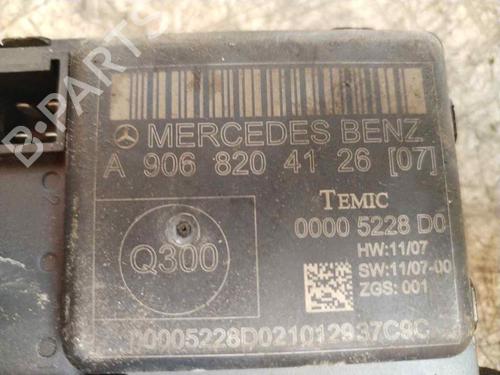 MERCEDES BENZ
A 906 820 41 26 [07]
TEMIC
0000 5228 D0
HW:11/07
SW:11/07-00
ZGS: 001
Q300
00005228D021012937C9C
B-PARTS